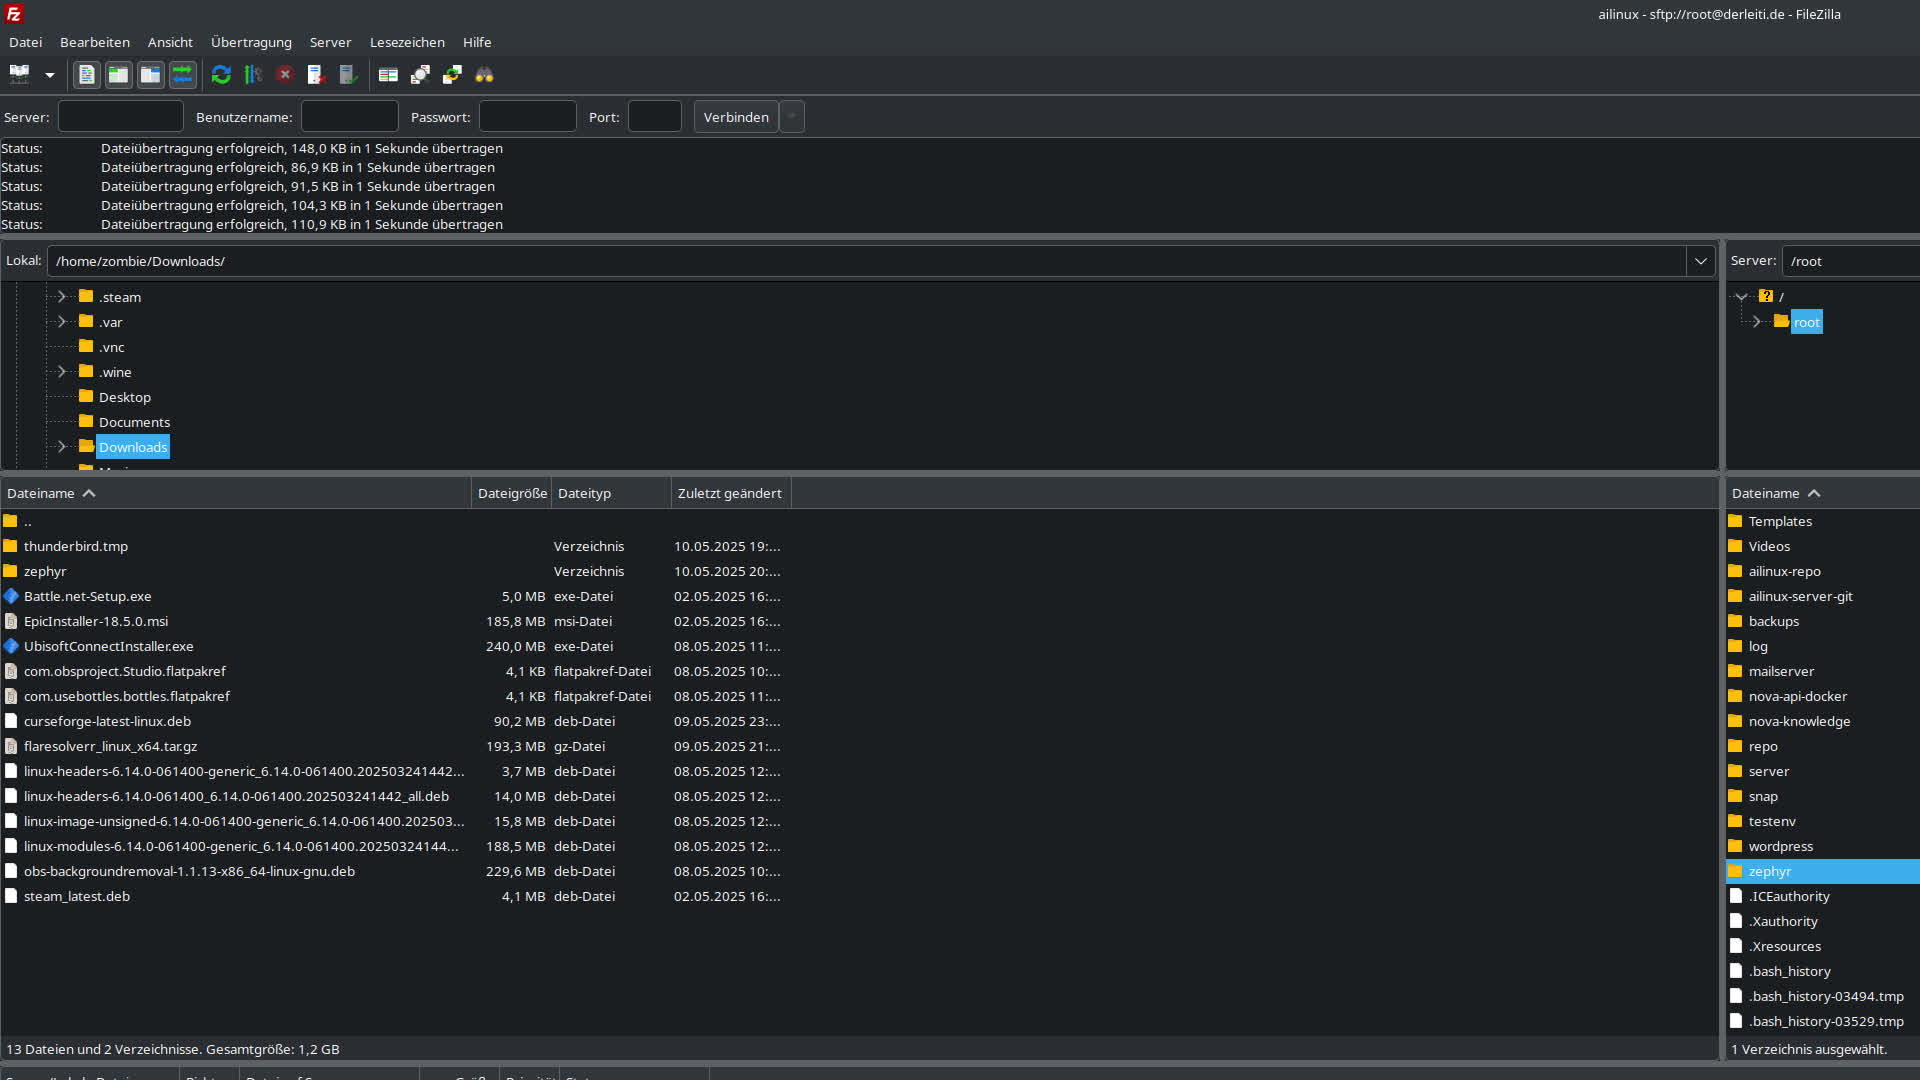 ailinux - sftp://root@derleiti.de - FileZilla
Datei Bearbeiten Ansicht Übertragung Server Lesezeichen Hilfe
Server: Benutzername: Passwort: Port: Verbinden
Status: Dateiübertragung erfolgreich, 148,0 KB in 1 Sekunde übertragen
Status: Dateiübertragung erfolgreich, 86,9 KB in 1 Sekunde übertragen
Status: Dateiübertragung erfolgreich, 91,5 KB in 1 Sekunde übertragen
Status: Dateiübertragung erfolgreich, 104,3 KB in 1 Sekunde übertragen
Status: Dateiübertragung erfolgreich, 110,9 KB in 1 Sekunde übertragen
Lokal: /home/zombie/Downloads/
.steam
.var
.vnc
.wine
Desktop
Documents
Downloads
Dateiname Dateigröße Dateityp Zuletzt geändert
..
thunderbird.tmp Verzeichnis 10.05.2025 19:...
zephyr Verzeichnis 10.05.2025 20:...
Battle.net-Setup.exe 5,0 MB exe-Datei 02.05.2025 16:...
EpicInstaller-18.5.0.msi 185,8 MB msi-Datei 02.05.2025 16:...
UbisoftConnectInstaller.exe 240,0 MB exe-Datei 08.05.2025 11:...
com.obsproject.Studio.flatpakref 4,1 KB flatpakref-Datei 08.05.2025 10:...
com.usebottles.bottles.flatpakref 4,1 KB flatpakref-Datei 08.05.2025 11:...
curseforge-latest-linux.deb 90,2 MB deb-Datei 09.05.2025 23:...
flaresolverr_linux_x64.tar.gz 193,3 MB gz-Datei 09.05.2025 21:...
linux-headers-6.14.0-061400-generic_6.14.0-061400.202503241442... 3,7 MB deb-Datei 08.05.2025 12:...
linux-headers-6.14.0-061400_6.14.0-061400.202503241442_all.deb 14,0 MB deb-Datei 08.05.2025 12:...
linux-image-unsigned-6.14.0-061400-generic_6.14.0-061400.202503... 15,8 MB deb-Datei 08.05.2025 12:...
linux-modules-6.14.0-061400-generic_6.14.0-061400.20250324144... 188,5 MB deb-Datei 08.05.2025 12:...
obs-backgroundremoval-1.1.13-x86_64-linux-gnu.deb 229,6 MB deb-Datei 08.05.2025 10:...
steam_latest.deb 4,1 MB deb-Datei 02.05.2025 16:...
13 Dateien und 2 Verzeichnisse. Gesamtgröße: 1,2 GB
Server: /root
/
root
Dateiname
Templates
Videos
ailinux-repo
ailinux-server-git
backups
log
mailserver
nova-api-docker
nova-knowledge
repo
server
snap
testenv
wordpress
zephyr
.ICEauthority
.Xauthority
.Xresources
.bash_history
.bash_history-03494.tmp
.bash_history-03529.tmp
1 Verzeichnis ausgewählt.